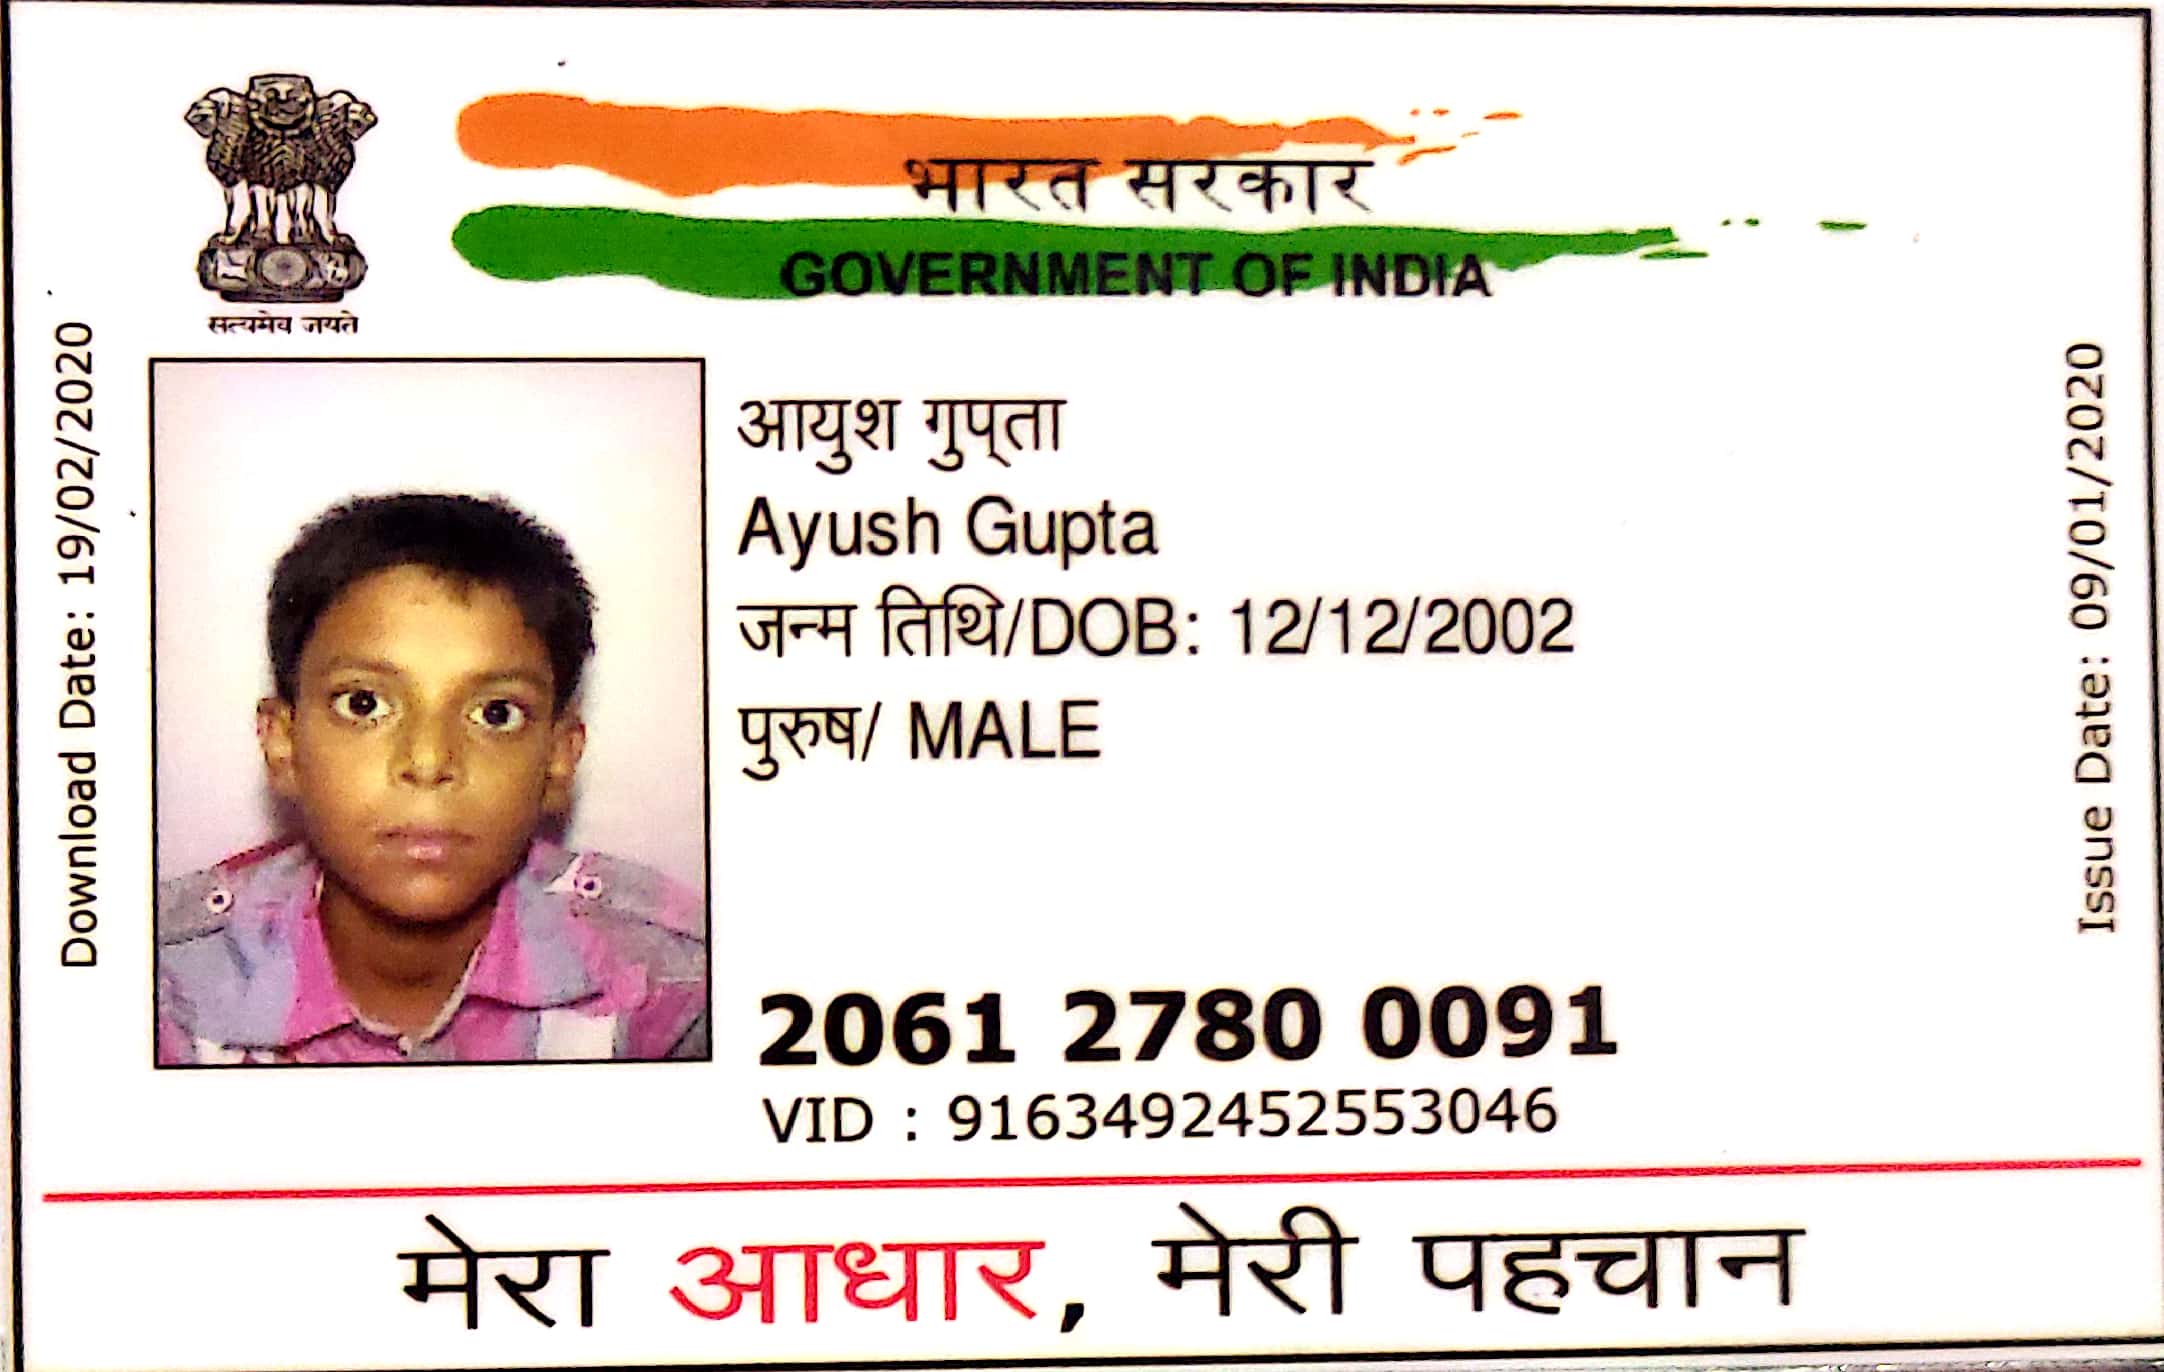 भारत सरकार
GOVERNMENT OF INDIA
सत्यमेव जयते
Download Date: 19/02/2020
Issue Date: 09/01/2020
आयुश गुप्ता
Ayush Gupta
जन्म तिथि/DOB: 12/12/2002
पुरुष/ MALE
2061 2780 0091
VID : 9163492452553046
मेरा आधार, मेरी पहचान